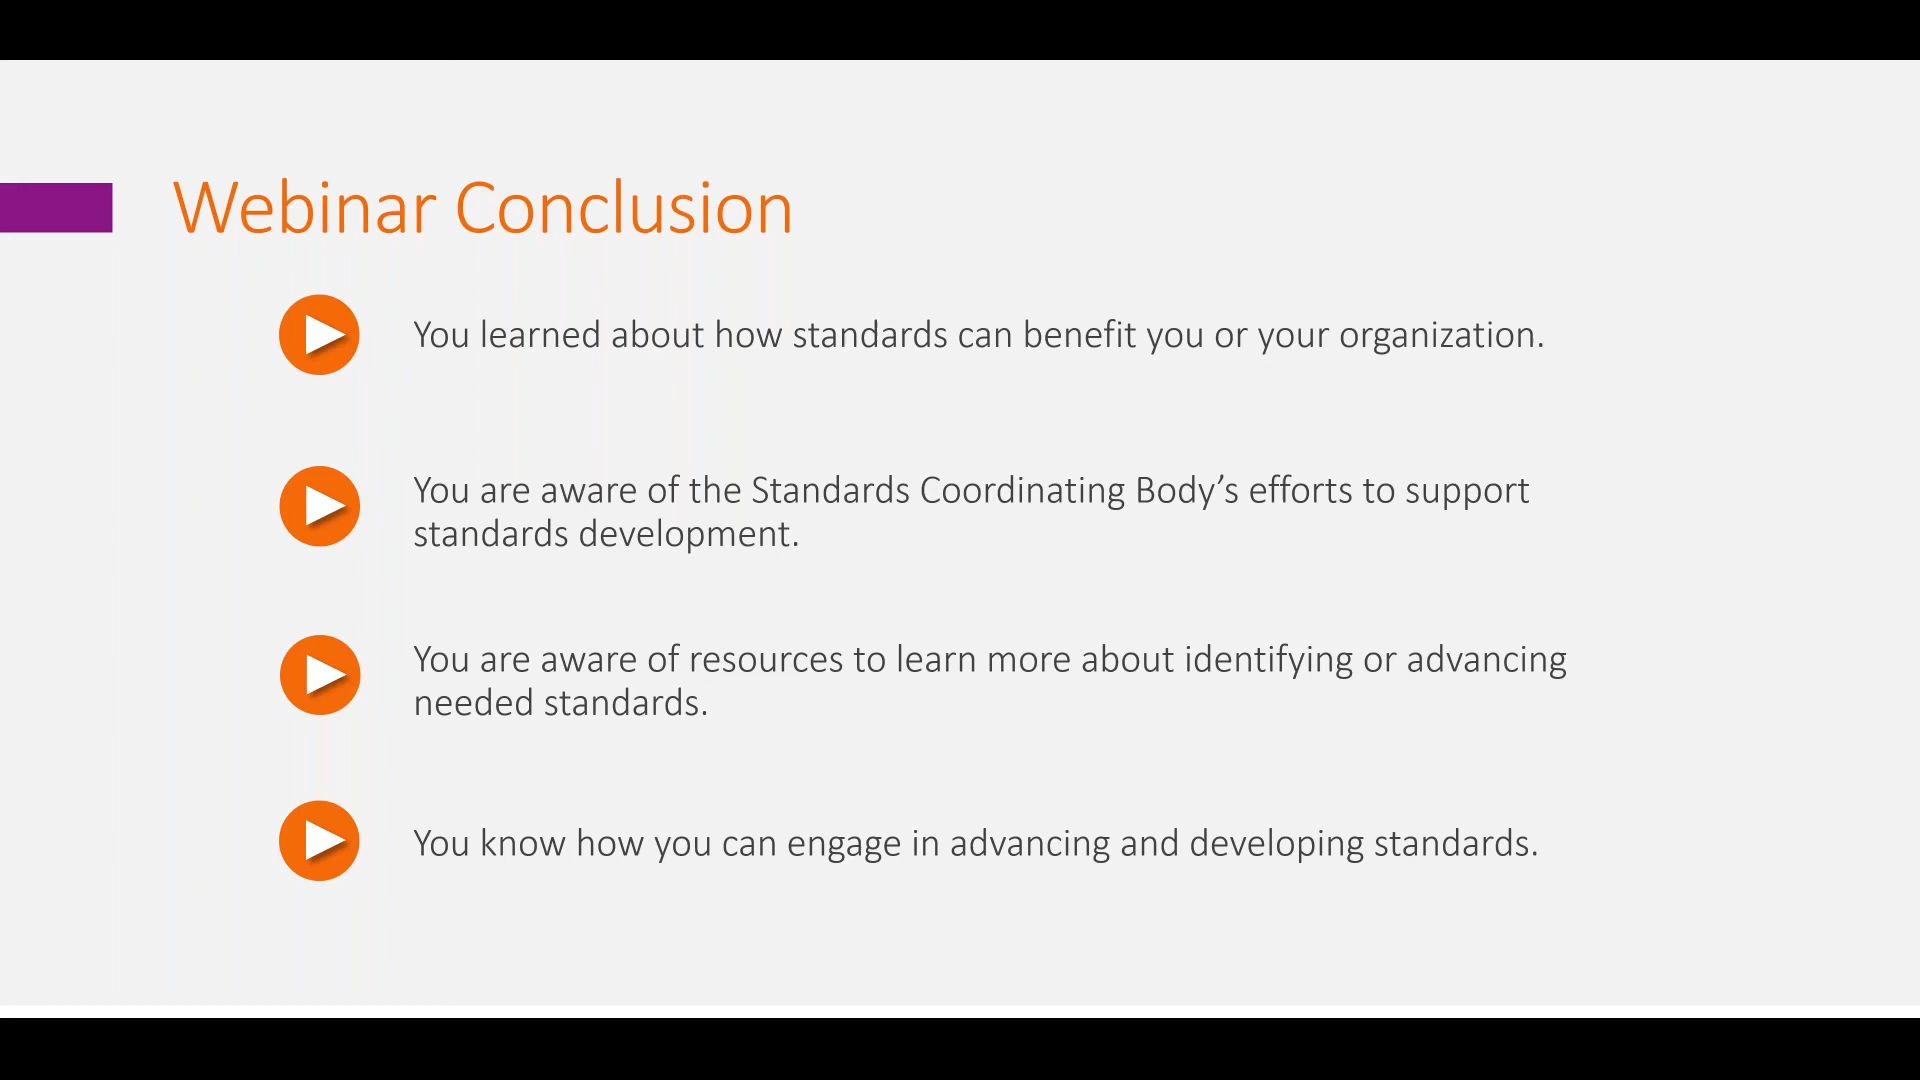 Webinar Conclusion
You learned about how standards can benefit you or your organization.
You are aware of the Standards Coordinating Body’s efforts to support
standards development.
You are aware of resources to learn more about identifying or advancing
needed standards.
You know how you can engage in advancing and developing standards.